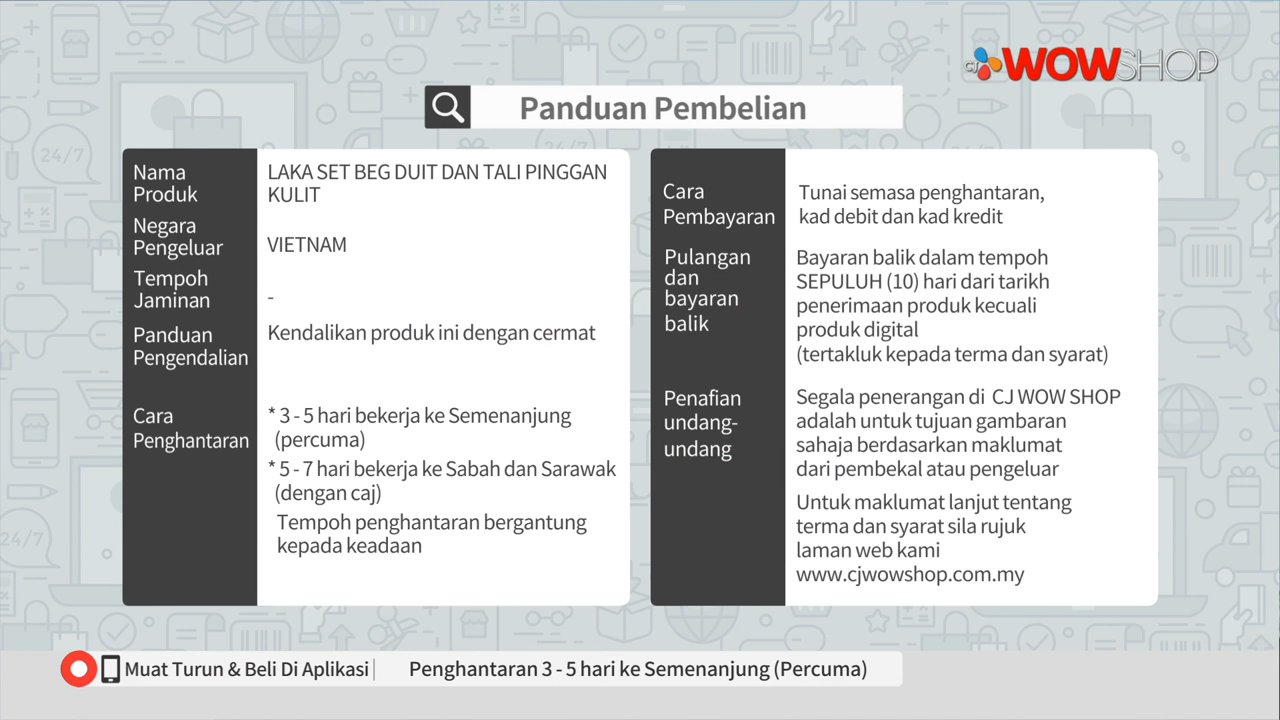 CJ WOWSHOP
Panduan Pembelian
Nama
Produk
LAKA SET BEG DUIT DAN TALI PINGGAN
KULIT
Negara
Pengeluar
VIETNAM
Tempoh
Jaminan
-
Panduan
Pengendalian
Kendalikan produk ini dengan cermat
Cara
Penghantaran
* 3 - 5 hari bekerja ke Semenanjung
(percuma)
* 5 - 7 hari bekerja ke Sabah dan Sarawak
(dengan caj)
Tempoh penghantaran bergantung
kepada keadaan
Cara
Pembayaran
Tunai semasa penghantaran,
kad debit dan kad kredit
Pulangan
dan
bayaran
balik
Bayaran balik dalam tempoh
SEPULUH (10) hari dari tarikh
penerimaan produk kecuali
produk digital
(tertakluk kepada terma dan syarat)
Penafian
undang-
undang
Segala penerangan di CJ WOW SHOP
adalah untuk tujuan gambaran
sahaja berdasarkan maklumat
dari pembekal atau pengeluar
Untuk maklumat lanjut tentang
terma dan syarat sila rujuk
laman web kami
www.cjwowshop.com.my
24/7
24/7
Muat Turun & Beli Di Aplikasi | Penghantaran 3 - 5 hari ke Semenanjung (Percuma)